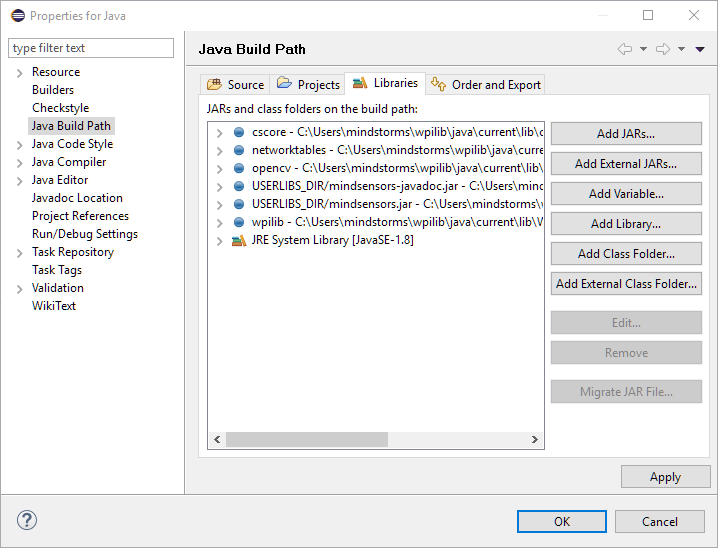 Properties for Java
type filter text
Resource
Builders
Checkstyle
Java Build Path
Java Code Style
Java Compiler
Java Editor
Javadoc Location
Project References
Run/Debug Settings
Task Repository
Task Tags
Validation
WikiText
Java Build Path
Source
Projects
Libraries
Order and Export
JARs and class folders on the build path:
cscore - C:\Users\mindstorms\wpilib\java\current\lib\c
networktables - C:\Users\mindstorms\wpilib\java\curre
opencv - C:\Users\mindstorms\wpilib\java\current\lib\
USERLIBS_DIR/mindsensors-javadoc.jar - C:\Users\min
USERLIBS_DIR/mindsensors.jar - C:\Users\mindstorms\w
wpilib - C:\Users\mindstorms\wpilib\java\current\lib\W
JRE System Library [JavaSE-1.8]
Add JARs...
Add External JARs...
Add Variable...
Add Library...
Add Class Folder...
Add External Class Folder...
Edit...
Remove
Migrate JAR File...
Apply
?
OK
Cancel